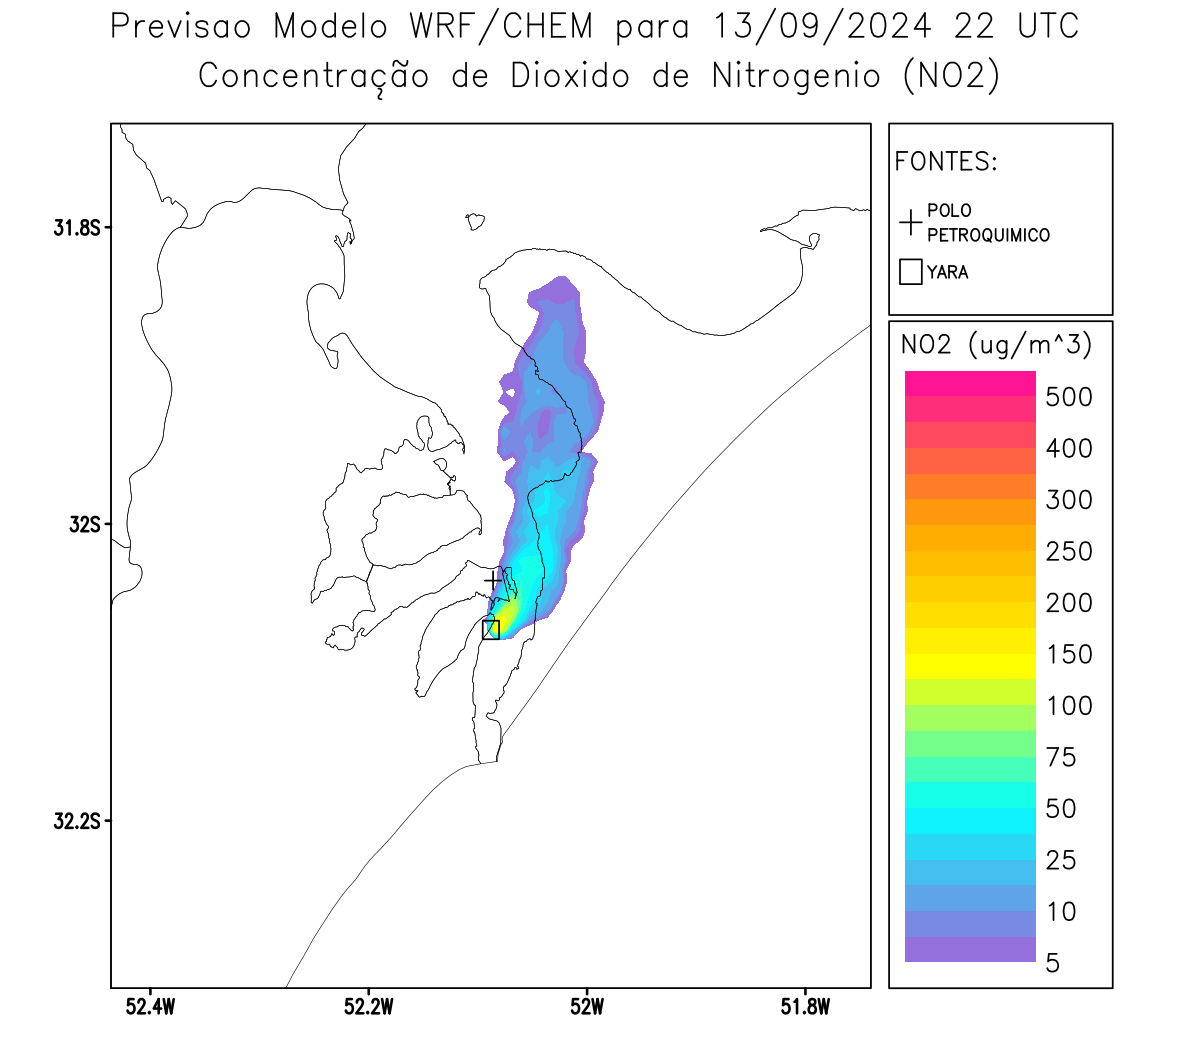 Previsao Modelo WRF/CHEM para 13/09/2024 22 UTC
Concentração de Dioxido de Nitrogenio (NO2)
FONTES:
POLO
PETROQUIMICO
YARA
NO2 (ug/m^3)
500
400
300
250
200
150
100
75
50
25
10
5
31.8S
32S
32.2S
52.4W
52.2W
52W
51.8W